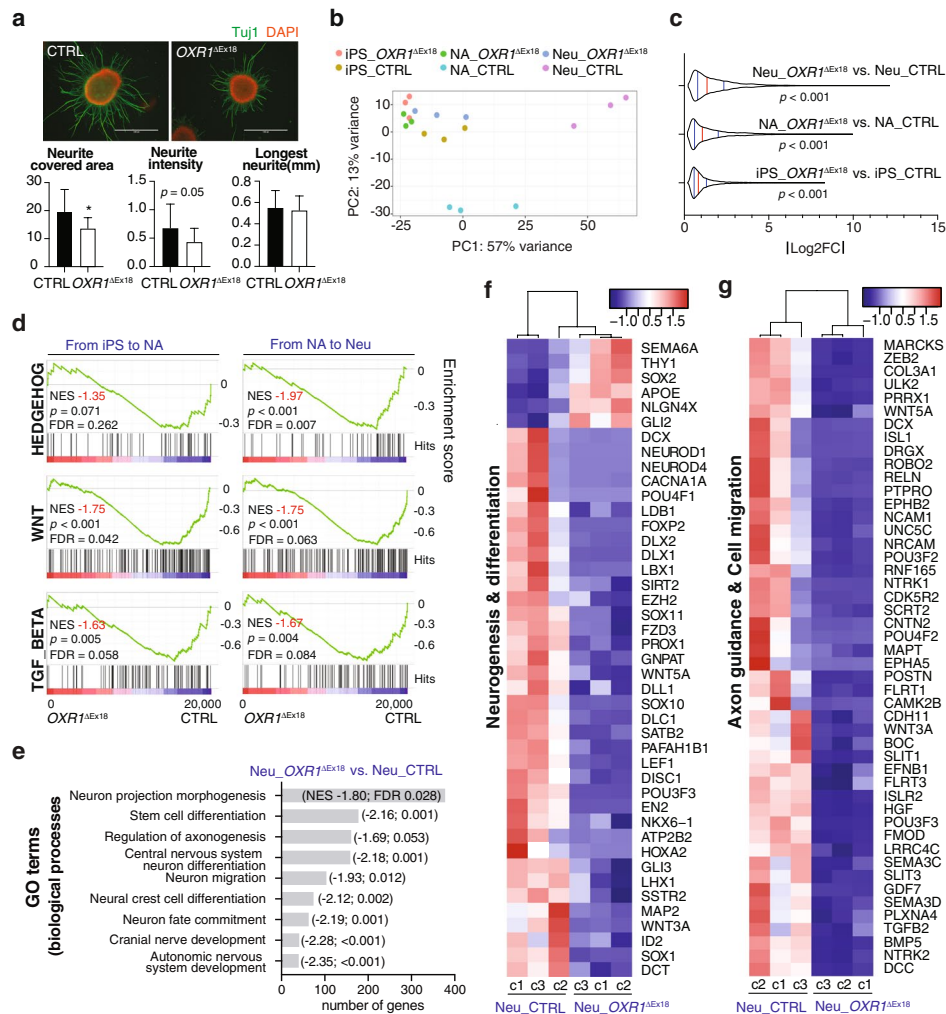 a
Tuj1 DAPI
CTRL
OXR1ΔEx18
Neurite covered area
Neurite intensity
Longest neurite(mm)
30
20
10
0
*
CTRL OXR1ΔEx18
1.5
1.0
0.5
0.0
p = 0.05
CTRL OXR1ΔEx18
0.8
0.6
0.4
0.2
0.0
CTRL OXR1ΔEx18
b
iPS_OXR1ΔEx18
NA_OXR1ΔEx18
Neu_OXR1ΔEx18
iPS_CTRL
NA_CTRL
Neu_CTRL
PC2: 13% variance
10
0
-10
-20
-30
-25
0
25
50
PC1: 57% variance
c
Neu_OXR1ΔEx18 vs. Neu_CTRL
p < 0.001
NA_OXR1ΔEx18 vs. NA_CTRL
p < 0.001
iPS_OXR1ΔEx18 vs. iPS_CTRL
p < 0.001
0
5
10
15
|Log2FC|
d
From iPS to NA
From NA to Neu
Enrichment score
HEDGEHOG
NES -1.35
p = 0.071
FDR = 0.262
0
-0.3
NES -1.97
p < 0.001
FDR = 0.007
0
-0.3
-0.6
Hits
WNT
NES -1.75
p < 0.001
FDR = 0.042
0
-0.3
-0.6
NES -1.75
p < 0.001
FDR = 0.063
0
-0.3
-0.6
Hits
TGF_BETA
NES -1.63
p = 0.005
FDR = 0.058
0
-0.3
-0.6
NES -1.67
p = 0.004
FDR = 0.084
0
-0.3
-0.6
Hits
0
20,000
OXR1ΔEx18
CTRL
0
20,000
OXR1ΔEx18
CTRL
e
Neu_OXR1ΔEx18 vs. Neu_CTRL
GO terms
(biological processes)
Neuron projection morphogenesis (NES -1.80; FDR 0.028)
Stem cell differentiation (-2.16; 0.001)
Regulation of axonogenesis (-1.69; 0.053)
Central nervous system neuron differentiation (-2.18; 0.001)
Neuron migration (-1.93; 0.012)
Neural crest cell differentiation (-2.12; 0.002)
Neuron fate commitment (-2.19; 0.001)
Cranial nerve development (-2.28; <0.001)
Autonomic nervous system development (-2.35; <0.001)
0
100
200
300
400
number of genes
f
-1.0 0.5 1.5
Neurogenesis & differentiation
SEMA6A
THY1
SOX2
APOE
NLGN4X
GLI2
DCX
NEUROD1
NEUROD4
CACNA1A
POU4F1
LDB1
FOXP2
DLX2
DLX1
LBX1
SIRT2
EZH2
SOX11
FZD3
PROX1
GNPAT
WNT5A
DLL1
SOX10
DLC1
SATB2
PAFAH1B1
LEF1
DISC1
POU3F3
EN2
NKX6-1
ATP2B2
HOXA2
GLI3
LHX1
SSTR2
MAP2
WNT3A
ID2
SOX1
DCT
c1 c3 c2 c3 c1 c2
Neu_CTRL Neu_OXR1ΔEx18
g
-1.0 0.5 1.5
Axon guidance & Cell migration
MARCKS
ZEB2
COL3A1
ULK2
PRRX1
WNT5A
DCX
ISL1
DRGX
ROBO2
RELN
PTPRO
EPHB2
NCAM1
UNC5C
NRCAM
POU3F2
RNF165
NTRK1
CDK5R2
SCRT2
CNTN2
POU4F2
MAPT
EPHA5
POSTN
FLRT1
CAMK2B
CDH11
WNT3A
BOC
SLIT1
EFNB1
FLRT3
ISLR2
HGF
POU3F3
FMOD
LRRC4C
SEMA3C
SLIT3
GDF7
SEMA3D
PLXNA4
TGFB2
BMP5
NTRK2
DCC
c2 c1 c3 c3 c2 c1
Neu_CTRL Neu_OXR1ΔEx18